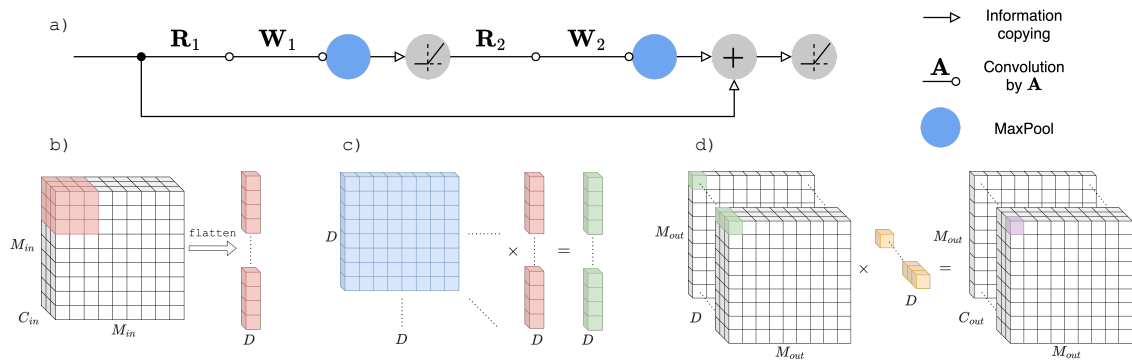 a)
R1 W1 R2 W2
+
Information
copying
A
Convolution
by A
MaxPool
b)
M_in
C_in
M_in
flatten
D
c)
D
D
×
=
D
D
d)
M_out
D
M_out
×
D
=
M_out
C_out
M_out